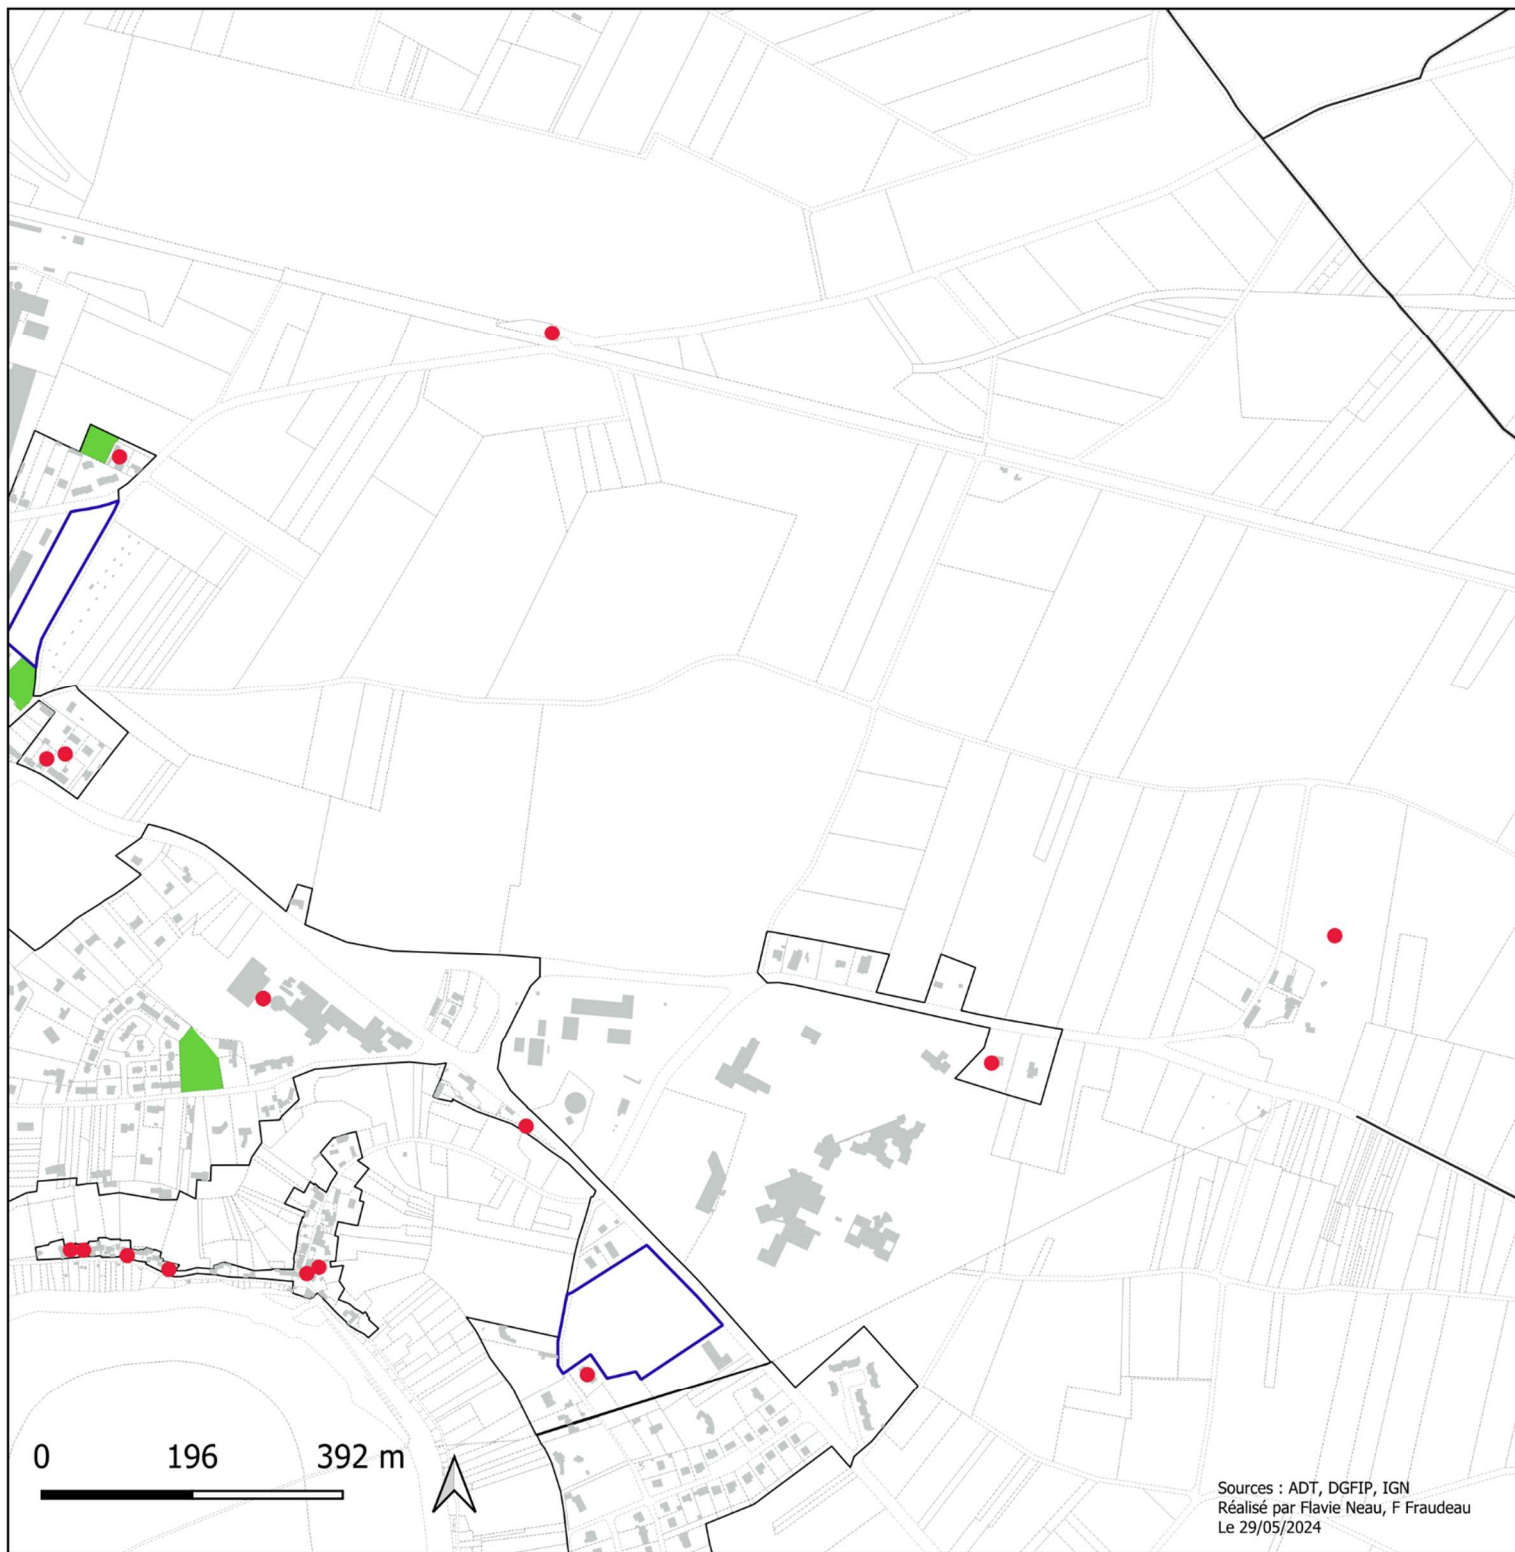 0 196 392 m
Sources : ADT, DGFIP, IGN
Réalisé par Flavie Neau, F Fraudeau
Le 29/05/2024